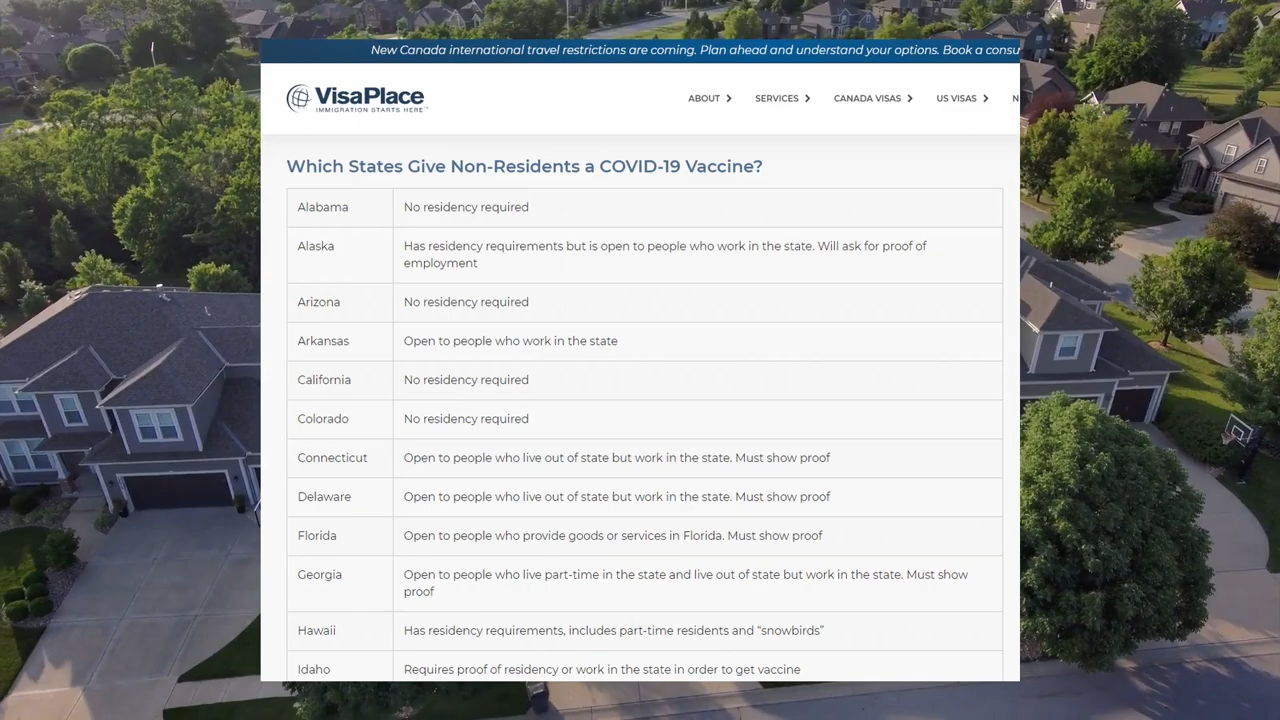 New Canada international travel restrictions are coming. Plan ahead and understand your options. Book a consu
VisaPlace
IMMIGRATION STARTS HERE™
ABOUT
SERVICES
CANADA VISAS
US VISAS
N
Which States Give Non-Residents a COVID-19 Vaccine?
Alabama No residency required
Alaska Has residency requirements but is open to people who work in the state. Will ask for proof of
employment
Arizona No residency required
Arkansas Open to people who work in the state
California No residency required
Colorado No residency required
Connecticut Open to people who live out of state but work in the state. Must show proof
Delaware Open to people who live out of state but work in the state. Must show proof
Florida Open to people who provide goods or services in Florida. Must show proof
Georgia Open to people who live part-time in the state and live out of state but work in the state. Must show
proof
Hawaii Has residency requirements, includes part-time residents and “snowbirds”
Idaho Requires proof of residency or work in the state in order to get vaccine